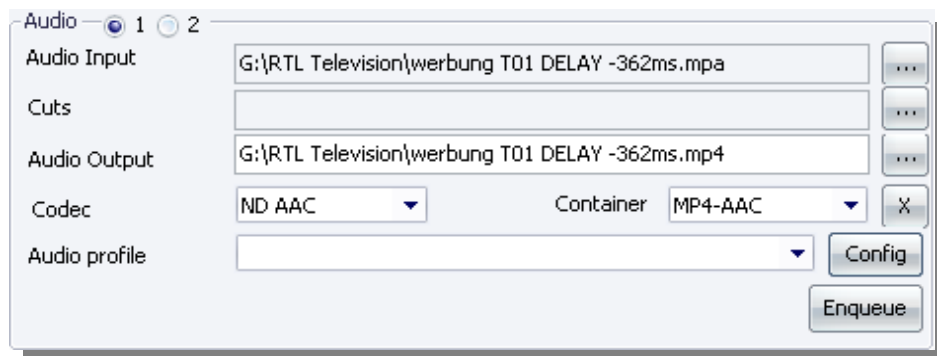 Audio 1 2
Audio Input G:\RTL Television\werbung T01 DELAY -362ms.mpa ...
Cuts ...
Audio Output G:\RTL Television\werbung T01 DELAY -362ms.mp4 ...
Codec ND AAC Container MP4-AAC X
Audio profile Config
Enqueue